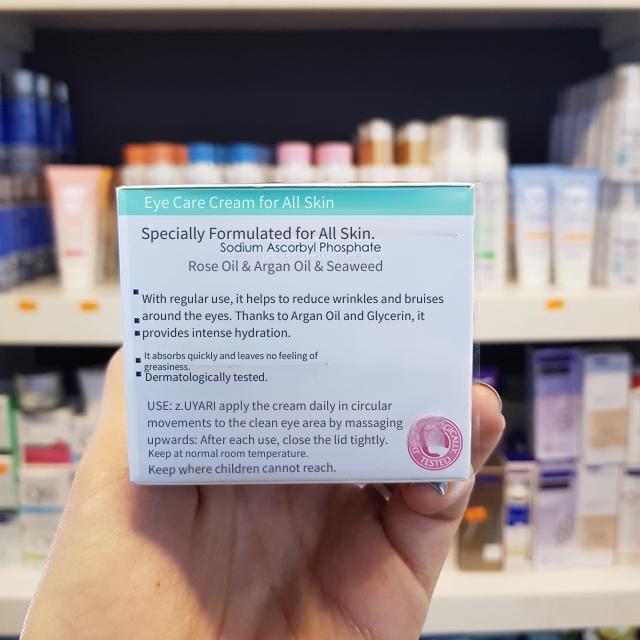 Eye Care Cream for All Skin
Specially Formulated for All Skin.
Sodium Ascorbyl Phosphate
Rose Oil & Argan Oil & Seaweed
With regular use, it helps to reduce wrinkles and bruises
around the eyes. Thanks to Argan Oil and Glycerin, it
provides intense hydration.
It absorbs quickly and leaves no feeling of
greasiness.
Dermatologically tested.
USE: z.UYARI apply the cream daily in circular
movements to the clean eye area by massaging
upwards: After each use, close the lid tightly.
Keep at normal room temperature.
Keep where children cannot reach.
TESTED